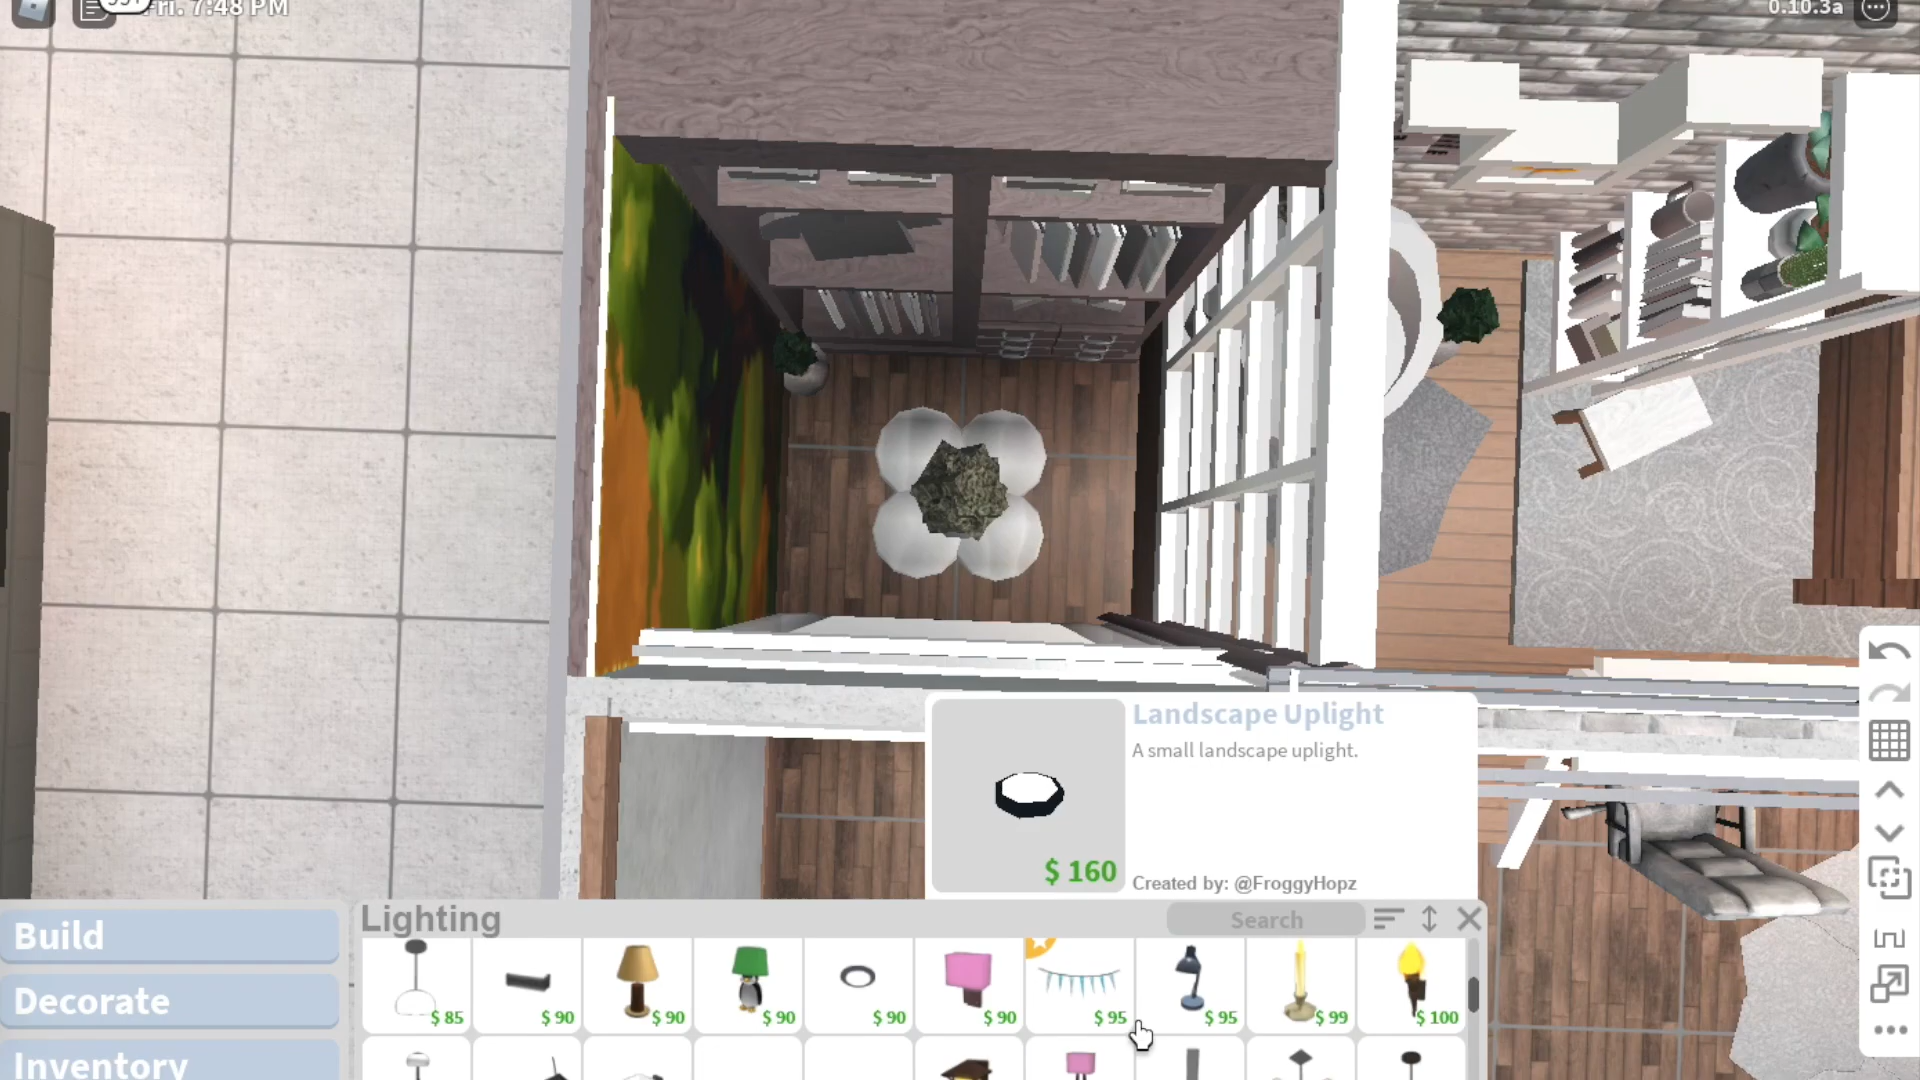 Fri. 7:48 PM
0.10.3a
Landscape Uplight
A small landscape uplight.
$ 160
Created by: @FroggyHopz
Build
Decorate
Inventory
Lighting
Search
$ 85
$ 90
$ 90
$ 90
$ 90
$ 90
$ 95
$ 95
$ 99
$ 100